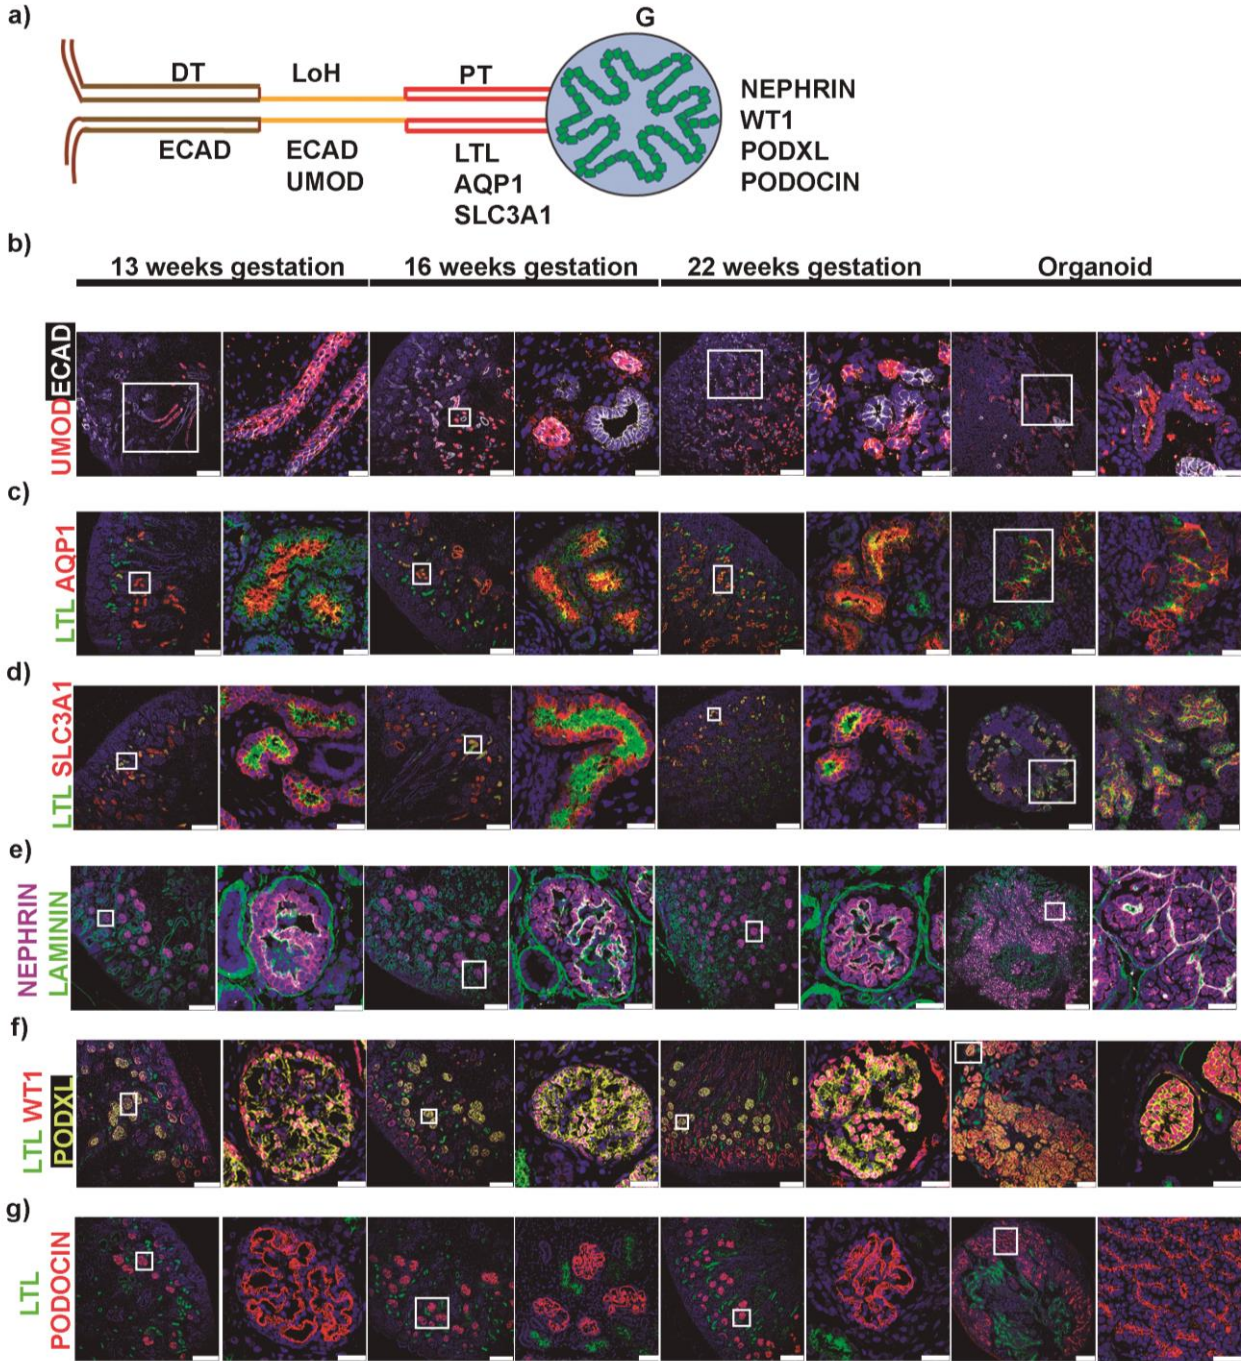 a)
G
DT LoH PT
NEPHRIN
WT1
PODXL
PODOCIN
ECAD ECAD LTL
UMOD AQP1
SLC3A1
b)
13 weeks gestation 16 weeks gestation 22 weeks gestation Organoid
UMOD ECAD
c)
LTL AQP1
d)
LTL SLC3A1
e)
NEPHRIN
LAMININ
f)
LTL WT1
PODXL
g)
LTL
PODOCIN